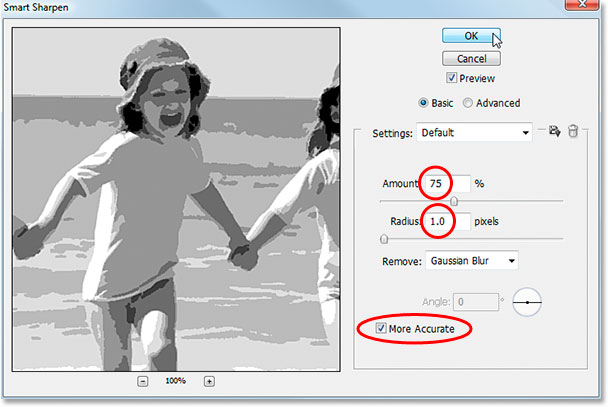 Smart Sharpen
OK
Cancel
Preview
Basic Advanced
Settings: Default
Amount: 75 %
Radius: 1.0 pixels
Remove: Gaussian Blur
Angle: 0 °
More Accurate
100%